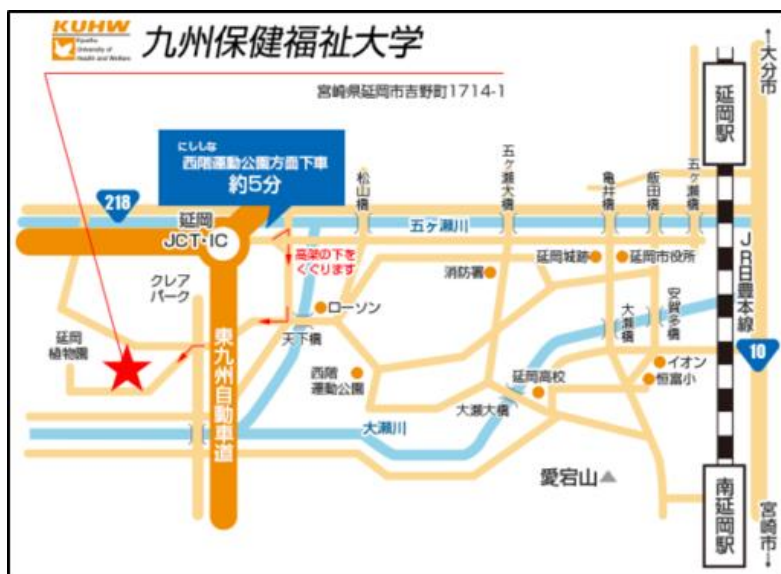 KUHW
Kyushu
University of
Health and Welfare
九州保健福祉大学
宮崎県延岡市吉野町1714-1
←大分市
延岡駅
にししな
西階運動公園方面下車
約5分
218
延岡
JCT・IC
松山橋
五ヶ瀬大橋
亀井橋
飯田橋
五ヶ瀬橋
五ヶ瀬川
高架の下を
くぐります
クレア
パーク
延岡城跡
延岡市役所
消防署
JR日豊本線
ローソン
天下橋
大瀬橋
安賀多橋
延岡
植物園
東九州自動車道
西階
運動公園
イオン
恒富小
10
延岡高校
大瀬大橋
大瀬川
愛宕山
南延岡駅
宮崎市→